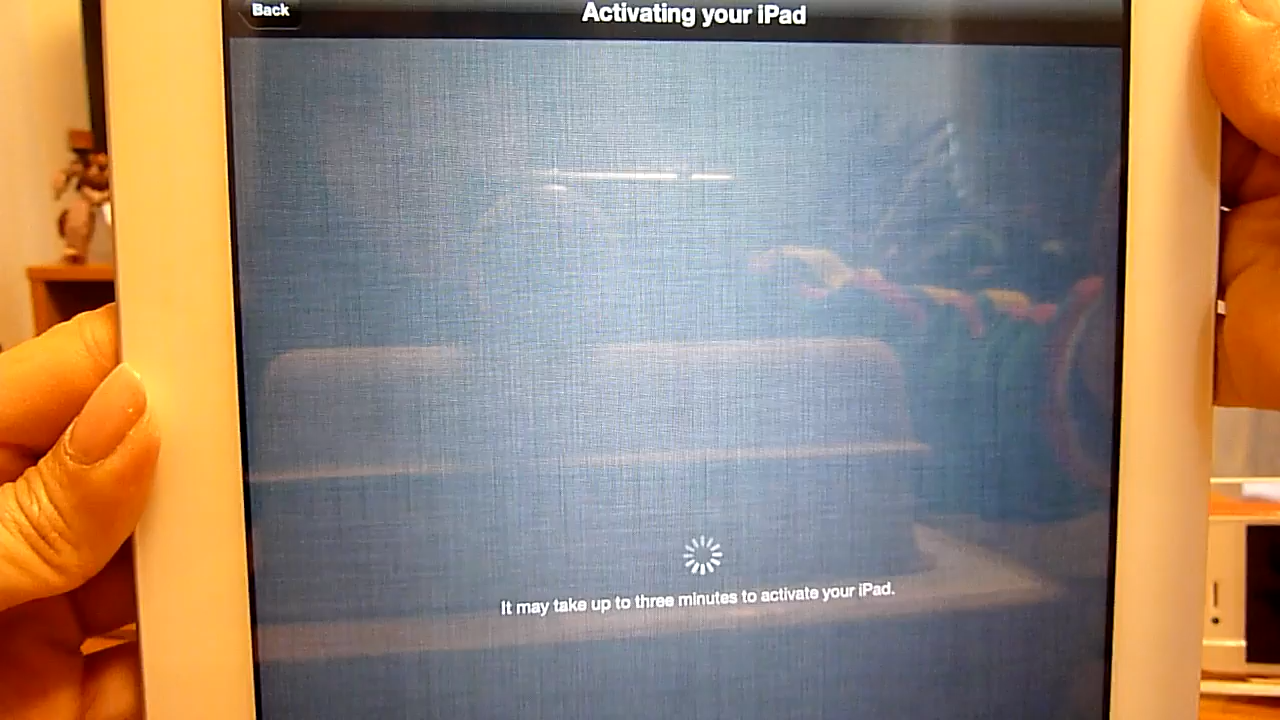 Back
Activating your iPad
It may take up to three minutes to activate your iPad.